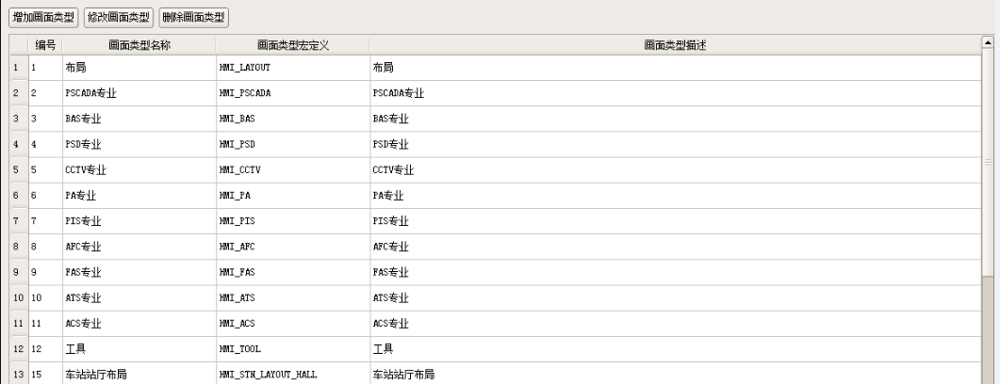 增加画面类型 修改画面类型 删除画面类型
编号 画面类型名称 画面类型宏定义 画面类型描述
1 1 布局 HMI_LAYOUT 布局
2 2 PSCADA专业 HMI_PSCADA PSCADA专业
3 3 BAS专业 HMI_BAS BAS专业
4 4 PSD专业 HMI_PSD PSD专业
5 5 CCTV专业 HMI_CCTV CCTV专业
6 6 PA专业 HMI_PA PA专业
7 7 PIS专业 HMI_PIS PIS专业
8 8 AFC专业 HMI_AFC AFC专业
9 9 FAS专业 HMI_FAS FAS专业
10 10 ATS专业 HMI_ATS ATS专业
11 11 ACS专业 HMI_ACS ACS专业
12 12 工具 HMI_TOOL 工具
13 15 车站站厅布局 HMI_STN_LAYOUT_HALL 车站站厅布局